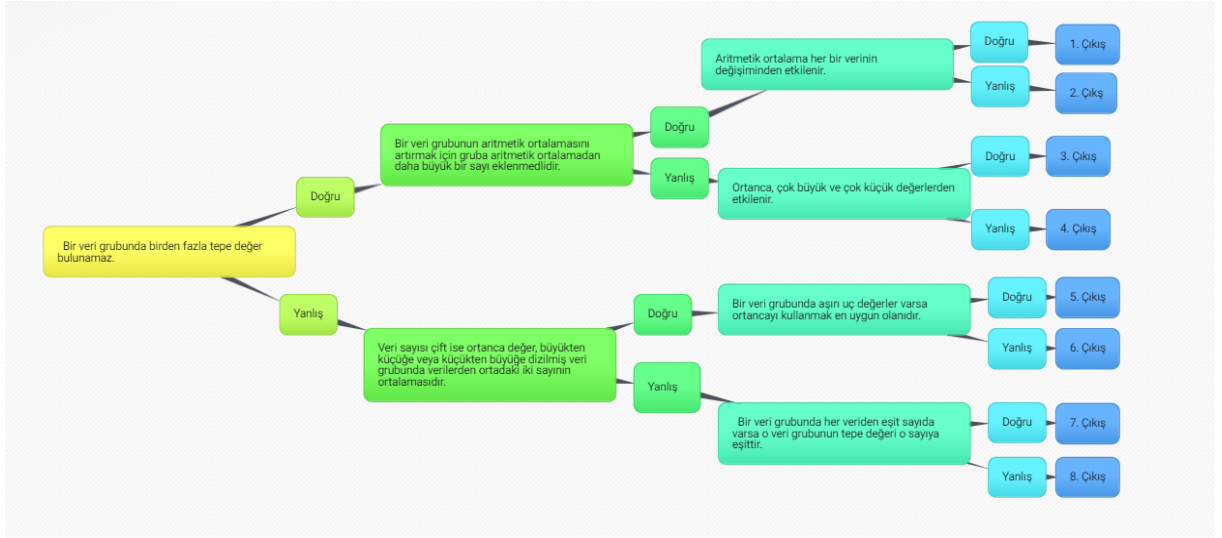 Bir veri grubunda birden fazla tepe değer
bulunamaz.
Doğru
Bir veri grubunun aritmetik ortalamasını
artırmak için gruba aritmetik ortalamadan
daha büyük bir sayı eklenmedlidir.
Doğru
Aritmetik ortalama her bir verinin
değişiminden etkilenir.
Doğru
1. Çıkış
Yanlış
2. Çıkş
Yanlış
Ortanca, çok büyük ve çok küçük değerlerden
etkilenir.
Doğru
3. Çıkış
Yanlış
4. Çıkış
Yanlış
Veri sayısı çift ise ortanca değer, büyükten
küçüğe veya küçükten büyüğe dizilmiş veri
grubunda verilerden ortadaki iki sayının
ortalamasıdır.
Doğru
Bir veri grubunda aşırı uç değerler varsa
ortancayı kullanmak en uygun olanıdır.
Doğru
5. Çıkış
Yanlış
6. Çıkış
Yanlış
Bir veri grubunda her veriden eşit sayıda
varsa o veri grubunun tepe değeri o sayıya
eşittir.
Doğru
7. Çıkış
Yanlış
8. Çıkış